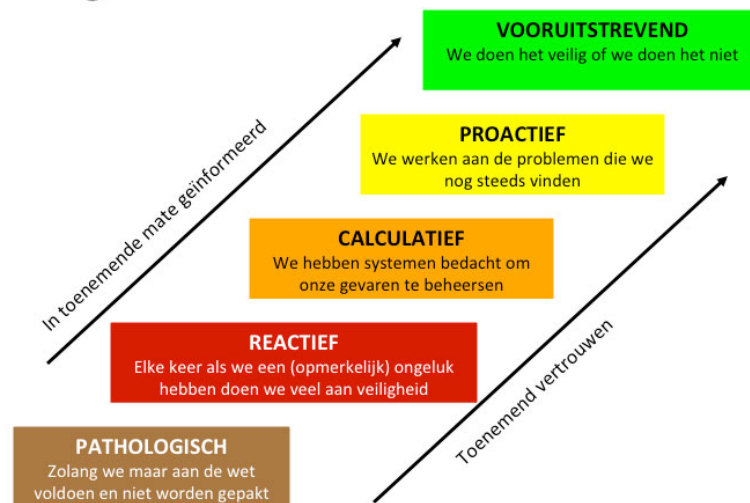 VOORUITSTREVEND
We doen het veilig of we doen het niet
PROACTIEF
We werken aan de problemen die we
nog steeds vinden
In toenemende mate geïnformeerd
CALCULATIEF
We hebben systemen bedacht om
onze gevaren te beheersen
REACTIEF
Elke keer als we een (opmerkelijk) ongeluk
hebben doen we veel aan veiligheid
Toenemend vertrouwen
PATHOLOGISCH
Zolang we maar aan de wet
voldoen en niet worden gepakt